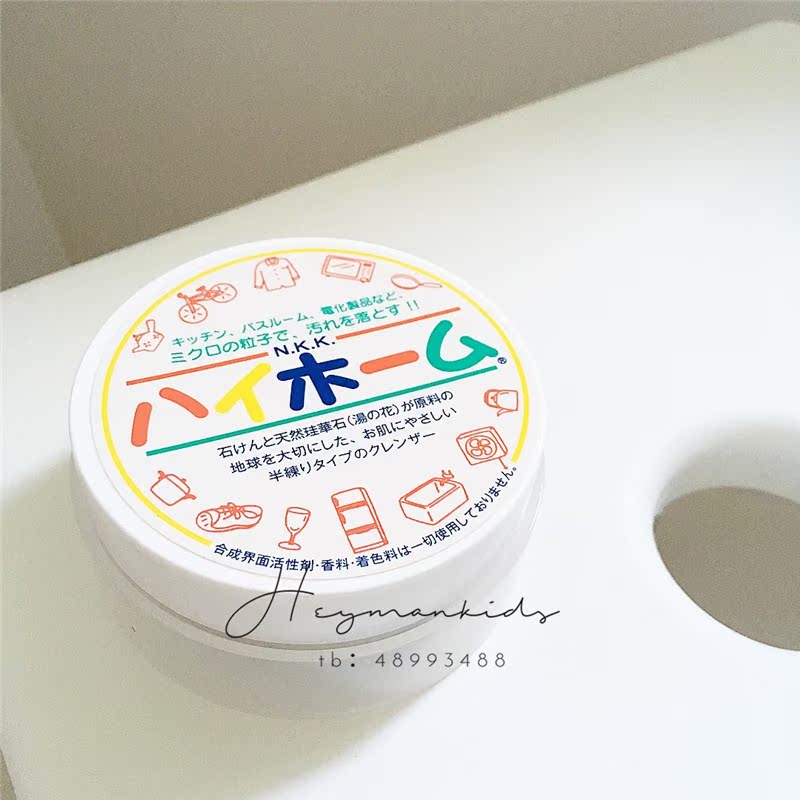 キッチン、バスルーム、電化製品など、
ミクロの粒子で、汚れを落とす!!
N.K.K.
ハイホーム®
石けんと天然珪華石(湯の花)が原料の
地球を大切にした、お肌にやさしい
半練りタイプのクレンザー
合成界面活性剤・香料・着色料は一切使用しておりません。
Heymankids
tb: 48993488